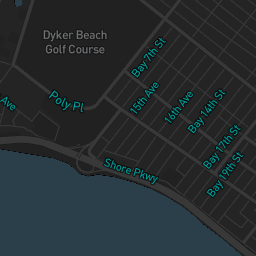 Dyker Beach
Golf Course
Bay 7th St
Poly Pl
15th Ave
16th Ave
Bay 14th St
Ave
Bay 17th St
Shore Pkwy
Bay 19th St